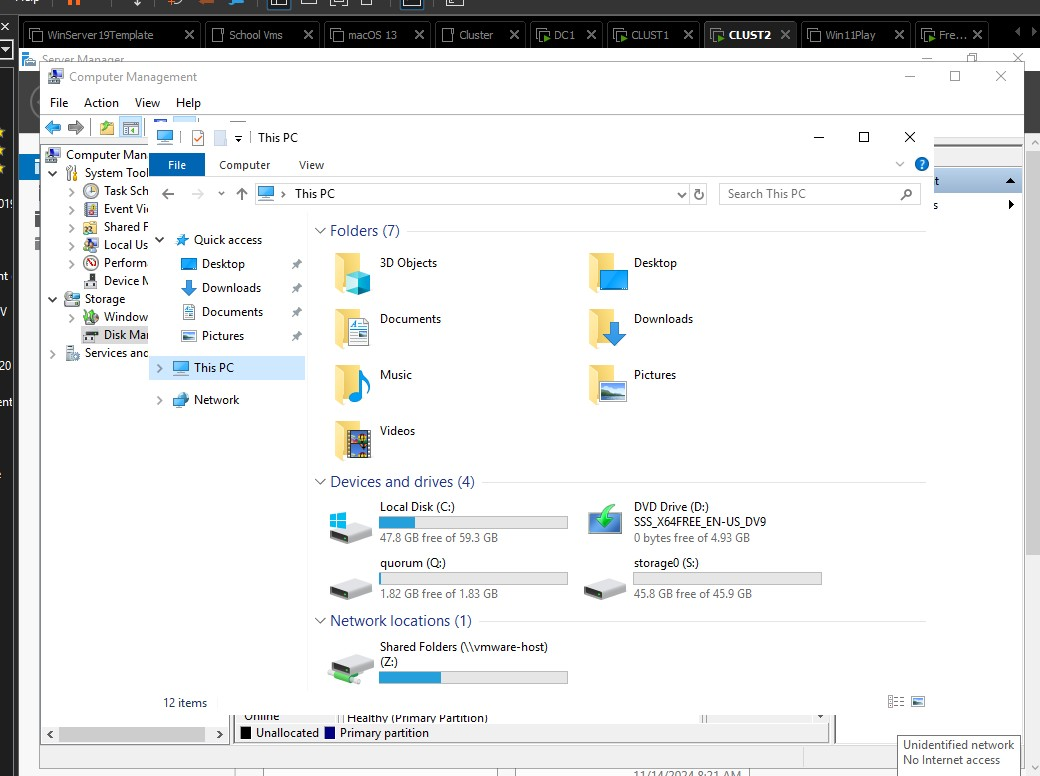 WinServer19Template
School Vms
macOS 13
Cluster
DC1
CLUST1
CLUST2
Win11Play
Fre...
Server Manager
Computer Management
File Action View Help
This PC
File Computer View
This PC
Search This PC
Computer Man
System Tool
Task Sch
Event Vi
Shared F
Local Us
Perform
Device M
Storage
Window
Disk Mar
Services and
Quick access
Desktop
Downloads
Documents
Pictures
This PC
Network
Folders (7)
3D Objects
Desktop
Documents
Downloads
Music
Pictures
Videos
Devices and drives (4)
Local Disk (C:)
47.8 GB free of 59.3 GB
DVD Drive (D:)
SSS_X64FREE_EN-US_DV9
0 bytes free of 4.93 GB
quorum (Q:)
1.82 GB free of 1.83 GB
storage0 (S:)
45.8 GB free of 45.9 GB
Network locations (1)
Shared Folders (\\vmware-host)
(Z:)
12 items
Online
Healthy (Primary Partition)
Unallocated
Primary partition
Unidentified network
No Internet access
11/14/2024 8:21 AM